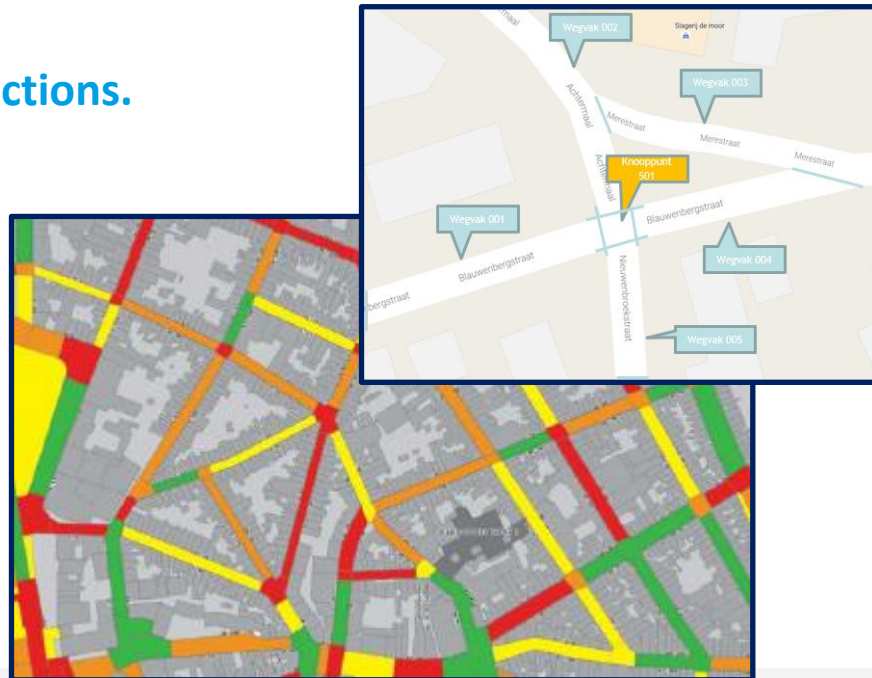 ctions.
maal
Wegvak 002
Slagerij de moor
Wegvak 003
Achtermaal
Merestraat
Merestraat
Merestraat
Knooppunt
501
Achtermaal
Wegvak 001
Blauwenbergstraat
Blauwenbergstraat
bergstraat
Nieuwenbroekstraat
Wegvak 004
Wegvak 005